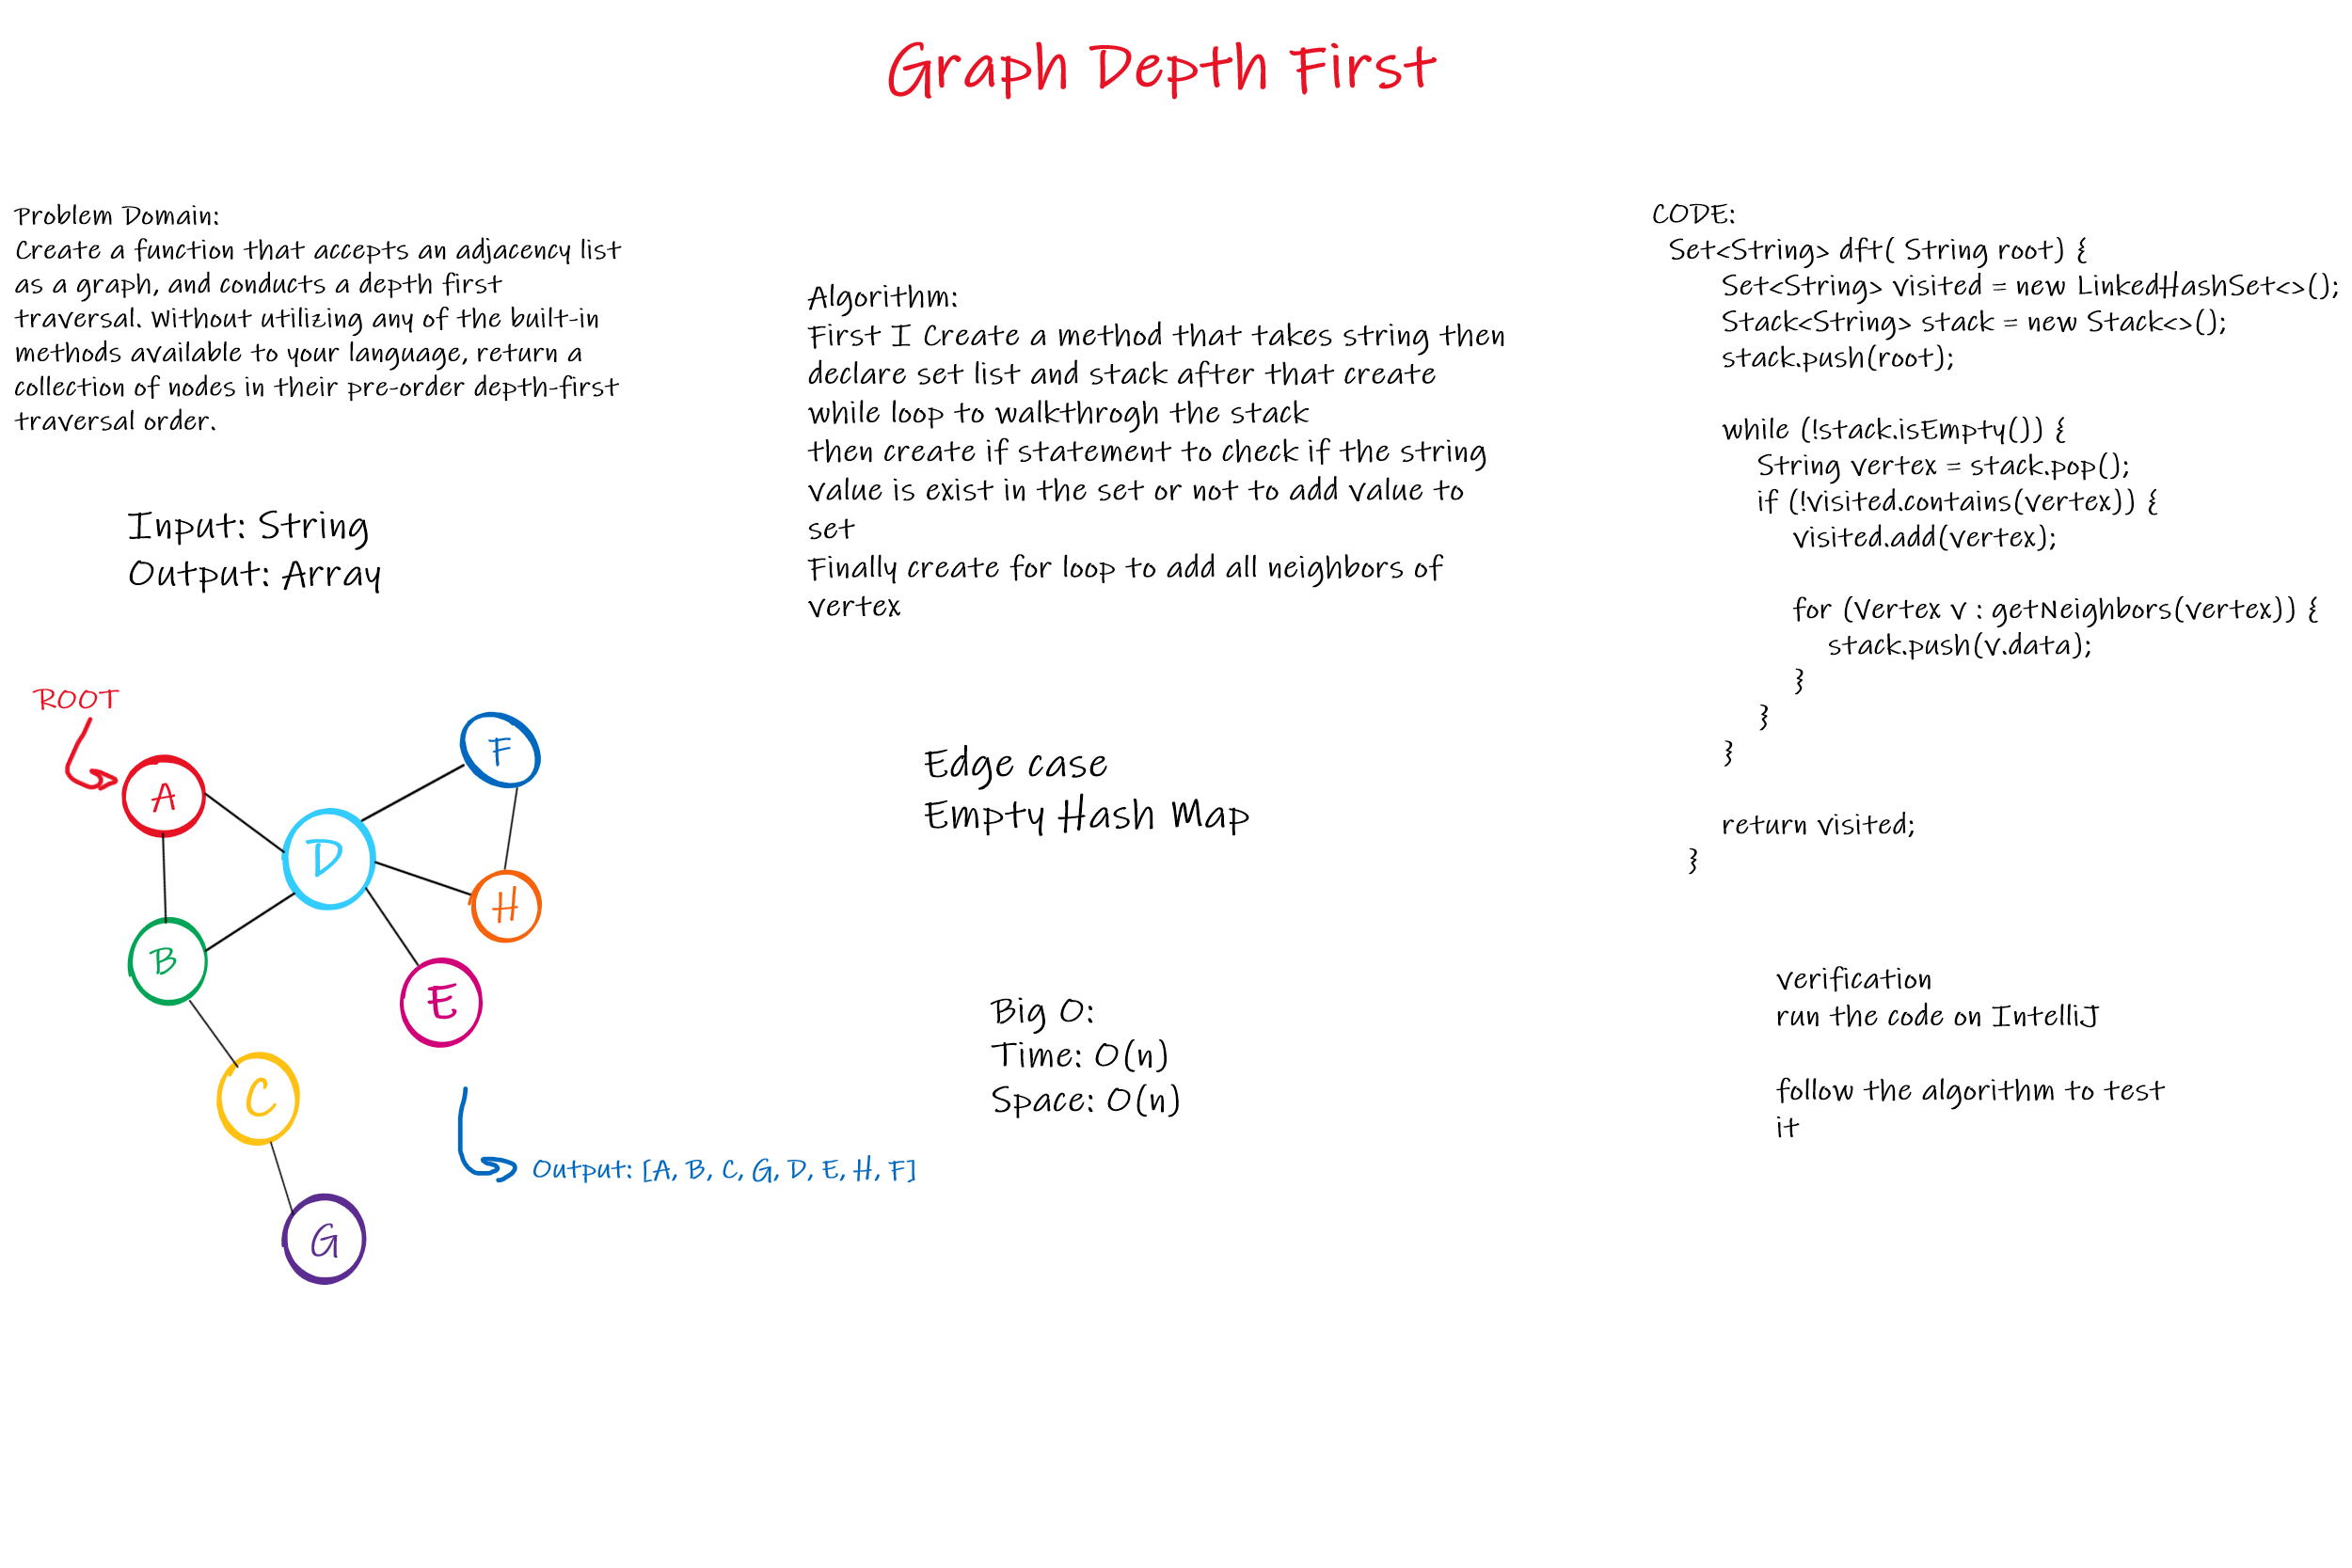 Graph Depth First
Problem Domain:
Create a function that accepts an adjacency list
as a graph, and conducts a depth first
traversal. Without utilizing any of the built-in
methods available to your language, return a
collection of nodes in their pre-order depth-first
traversal order.
Input: String
Output: Array
ROOT
A
D
F
H
B
E
C
G
Output: [A, B, C, G, D, E, H, F]
Algorithm:
First I Create a method that takes string then
declare set list and stack after that create
while loop to walkthrogh the stack
then create if statement to check if the string
value is exist in the set or not to add value to
set
Finally create for loop to add all neighbors of
vertex
Edge case
Empty Hash Map
Big O:
Time: O(n)
Space: O(n)
CODE:
Set<String> dft( String root) {
Set<String> visited = new LinkedHashSet<>();
Stack<String> stack = new Stack<>();
stack.push(root);
while (!stack.isEmpty()) {
String vertex = stack.pop();
if (!visited.contains(vertex)) {
visited.add(vertex);
for (Vertex v : getNeighbors(vertex)) {
stack.push(v.data);
}
}
}
return visited;
}
verification
run the code on IntelliJ
follow the algorithm to test
it